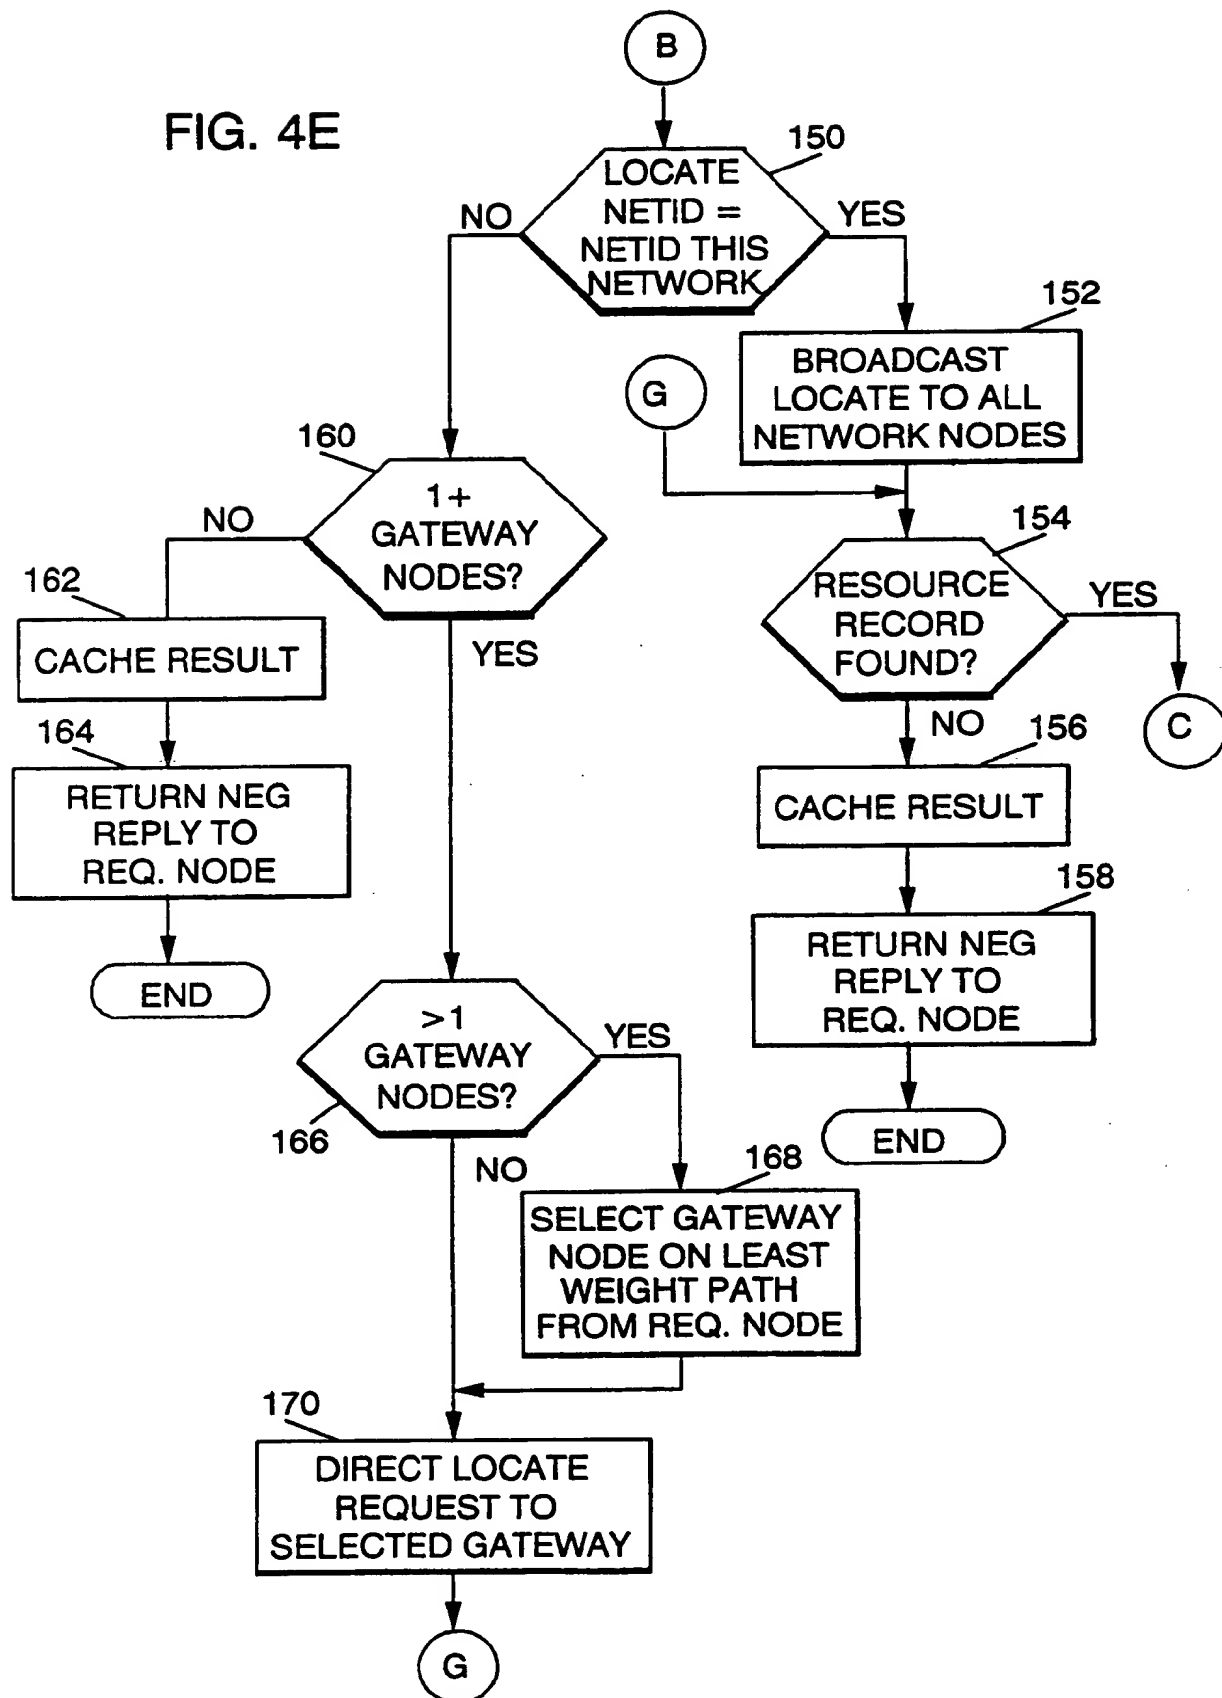 B
FIG. 4E
150
LOCATE
NETID =
NETID THIS
NETWORK
NO
YES
152
BROADCAST
LOCATE TO ALL
NETWORK NODES
G
160
1+
GATEWAY
NODES?
NO
YES
154
RESOURCE
RECORD
FOUND?
YES
NO
C
162
CACHE RESULT
164
RETURN NEG
REPLY TO
REQ. NODE
END
156
CACHE RESULT
158
RETURN NEG
REPLY TO
REQ. NODE
END
>1
GATEWAY
NODES?
166
YES
NO
168
SELECT GATEWAY
NODE ON LEAST
WEIGHT PATH
FROM REQ. NODE
170
DIRECT LOCATE
REQUEST TO
SELECTED GATEWAY
G